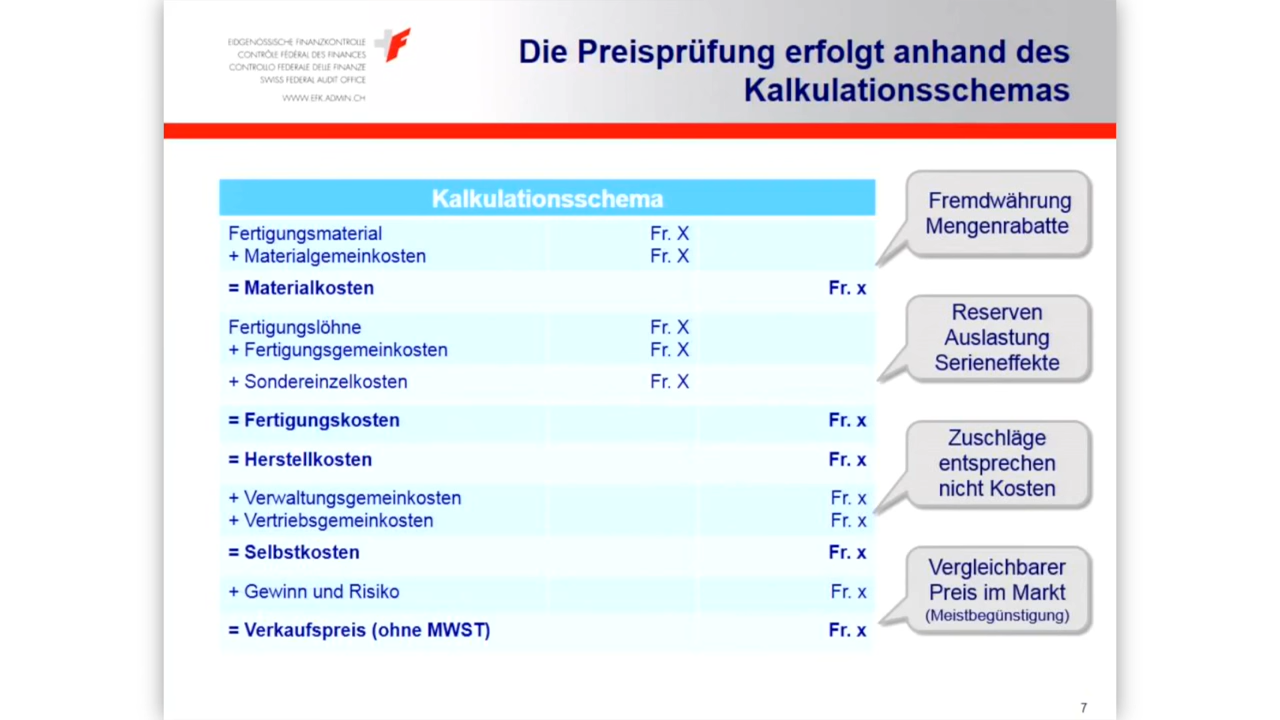 EIDGENÖSSISCHE FINANZKONTROLLE
CONTRÔLE FÉDÉRAL DES FINANCES
CONTROLLO FEDERALE DELLE FINANZE
SWISS FEDERAL AUDIT OFFICE
WWW.EFK.ADMIN.CH
Die Preisprüfung erfolgt anhand des
Kalkulationsschemas
Kalkulationsschema
Fertigungsmaterial Fr. X
+ Materialgemeinkosten Fr. X
= Materialkosten Fr. x
Fertigungslöhne Fr. X
+ Fertigungsgemeinkosten Fr. X
+ Sondereinzelkosten Fr. X
= Fertigungskosten Fr. x
= Herstellkosten Fr. x
+ Verwaltungsgemeinkosten Fr. x
+ Vertriebsgemeinkosten Fr. x
= Selbstkosten Fr. x
+ Gewinn und Risiko Fr. x
= Verkaufspreis (ohne MWST) Fr. x
Fremdwährung
Mengenrabatte
Reserven
Auslastung
Serieneffekte
Zuschläge
entsprechen
nicht Kosten
Vergleichbarer
Preis im Markt
(Meistbegünstigung)
7